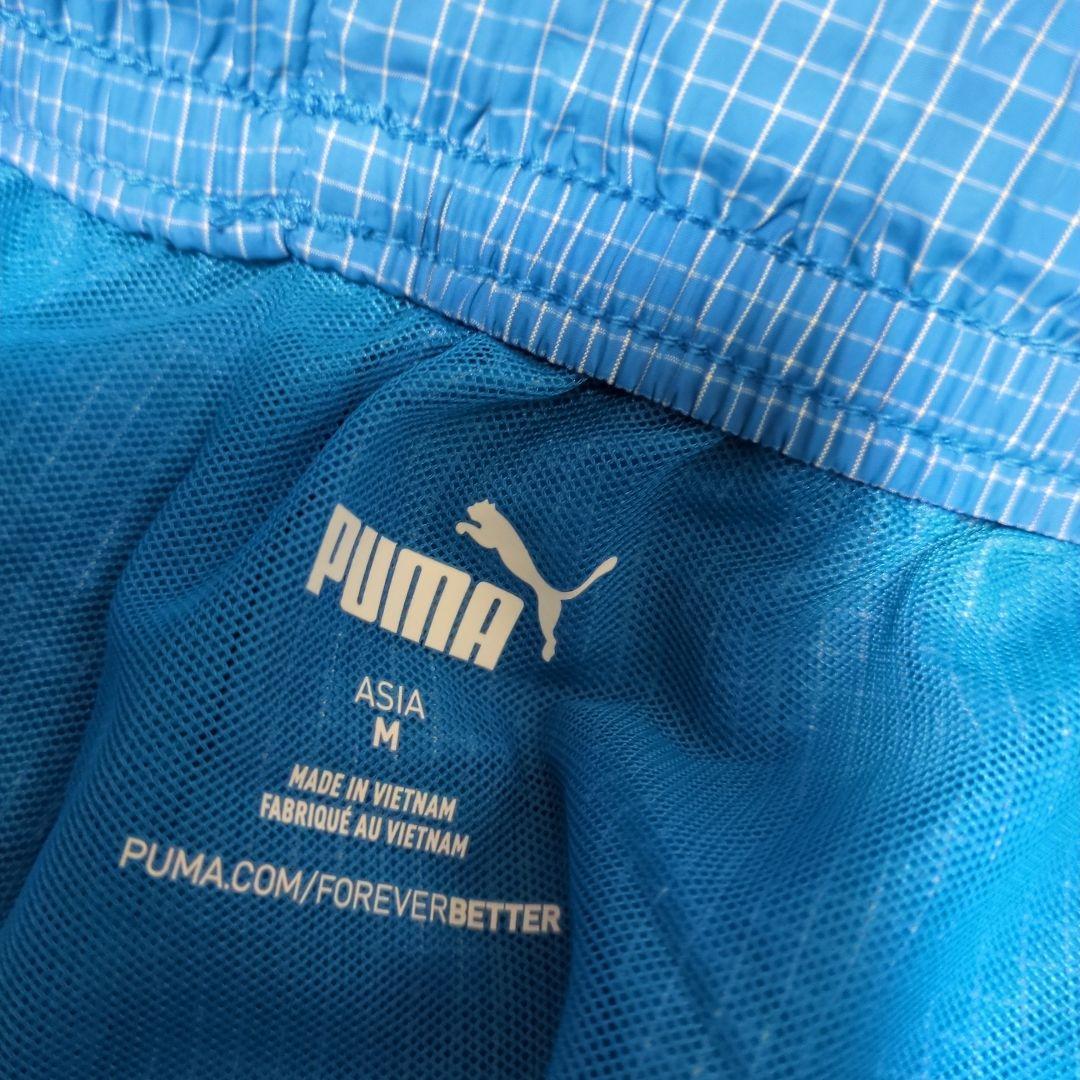 PUMA
ASIA
M
MADE IN VIETNAM
FABRIQUÉ AU VIETNAM
PUMA.COM/FOREVERBETTER